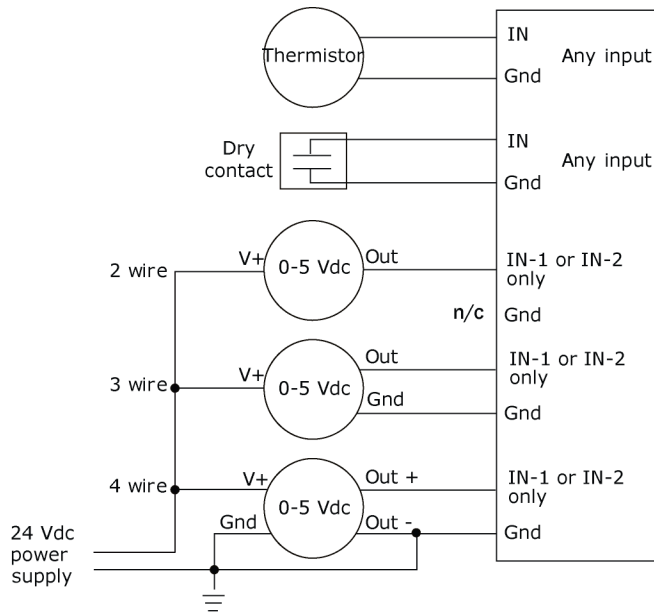 Thermistor
IN
Gnd
Any input
Dry
contact
IN
Gnd
Any input
2 wire
V+
0-5 Vdc
Out
IN-1 or IN-2
only
n/c
Gnd
3 wire
V+
0-5 Vdc
Out
Gnd
IN-1 or IN-2
only
Gnd
4 wire
V+
Gnd
0-5 Vdc
Out +
Out -
IN-1 or IN-2
only
Gnd
24 Vdc
power
supply